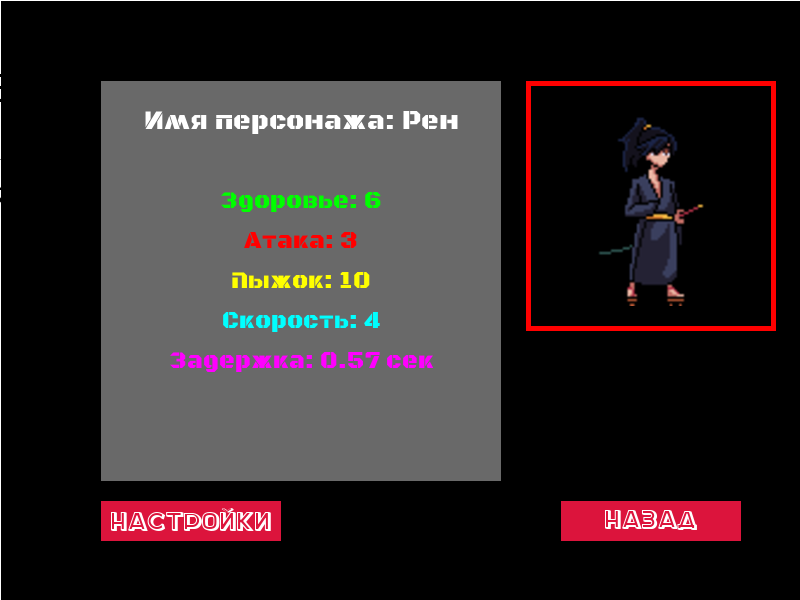 Имя персонажа: Рен
Здоровье: 6
Атака: 3
Пыжок: 10
Скорость: 4
Задержка: 0.57 сек
НАСТРОЙКИ
НАЗАД